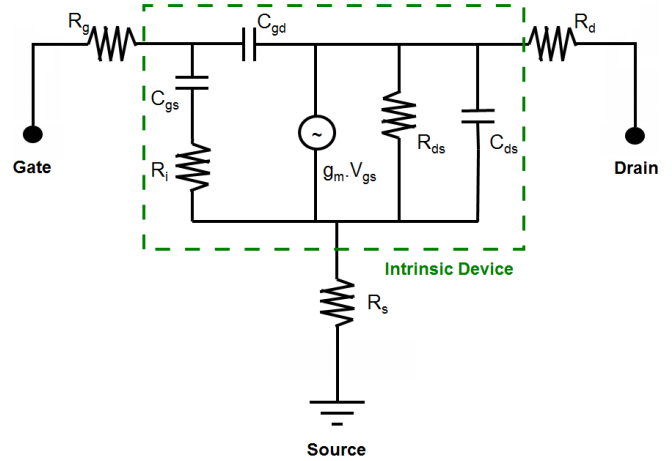 Rg
Cgd
Rd
Cgs
Ri
~
gm.Vgs
Rds
Cds
Gate
Drain
Intrinsic Device
Rs
Source